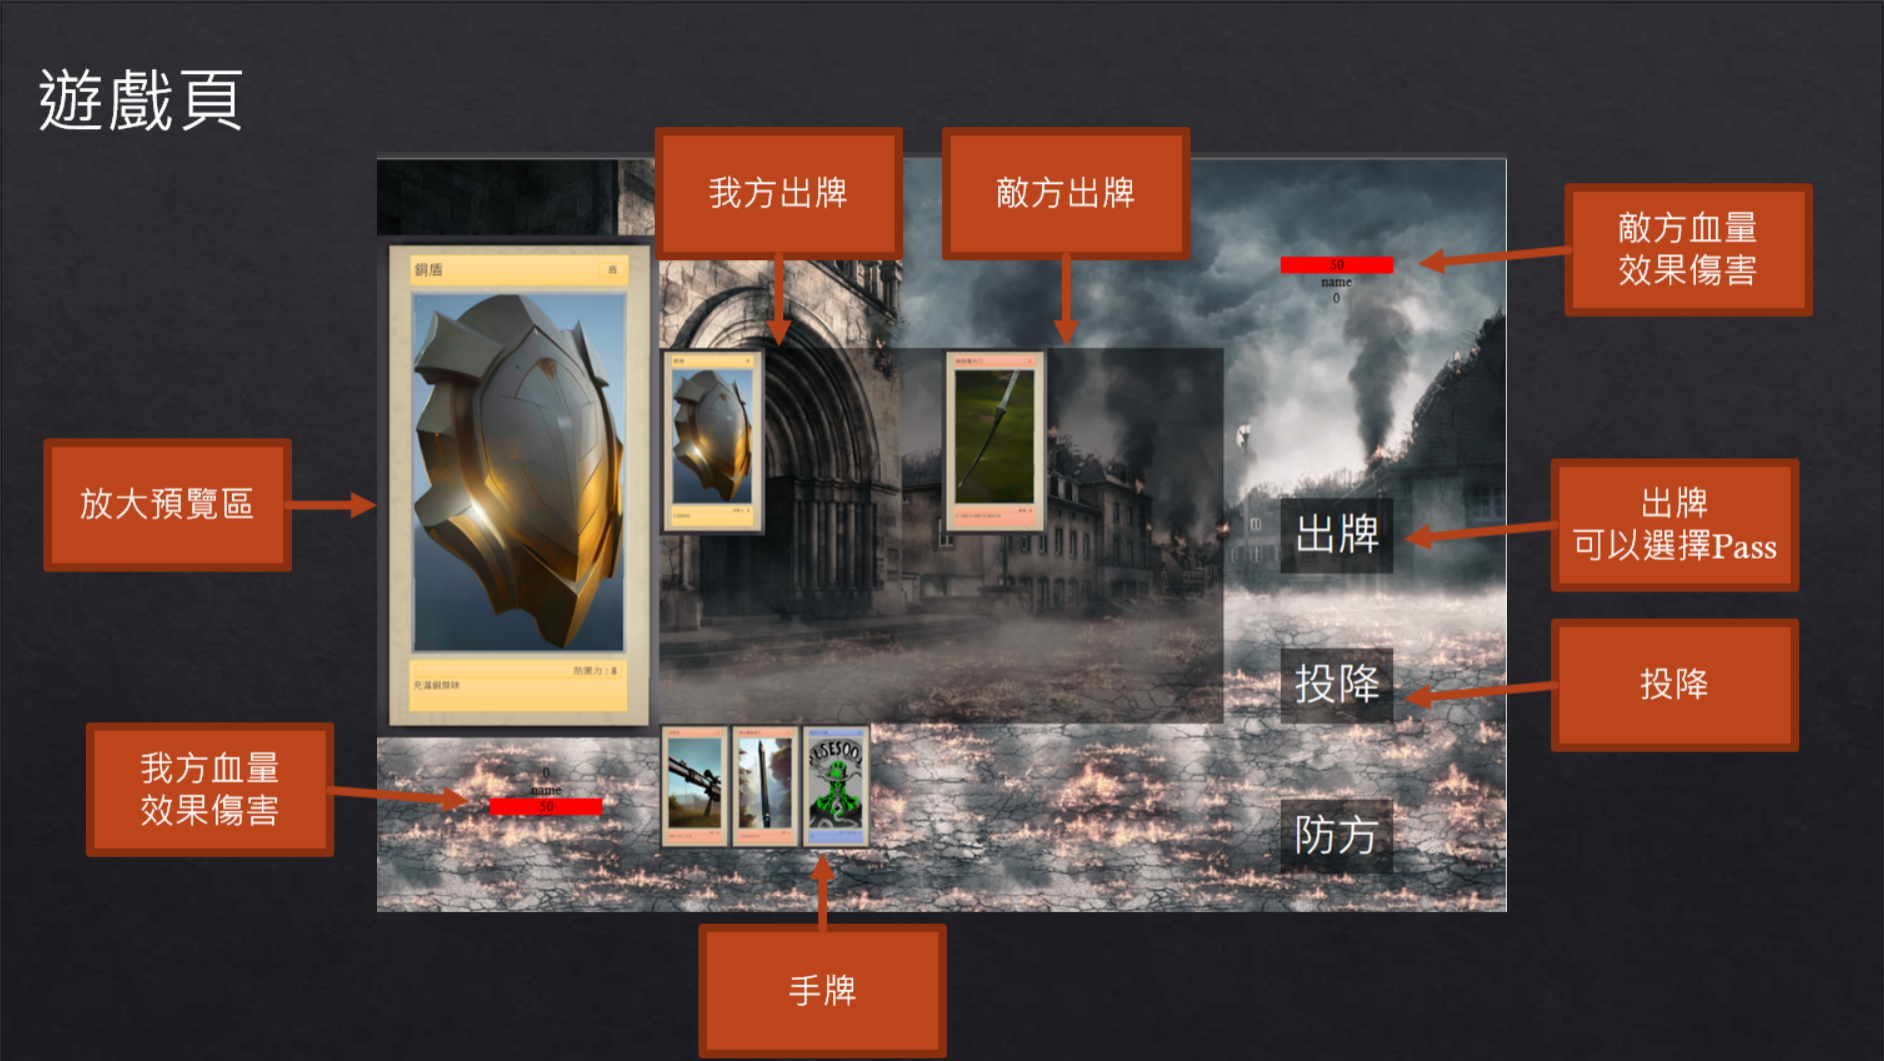 遊戲頁
我方出牌
敵方出牌
敵方血量
效果傷害
50
name
0
銅盾
盾
防禦力：8
充滿銅臭味
放大預覽區
出牌
出牌
可以選擇Pass
投降
投降
我方血量
效果傷害
0
name
50
防方
手牌